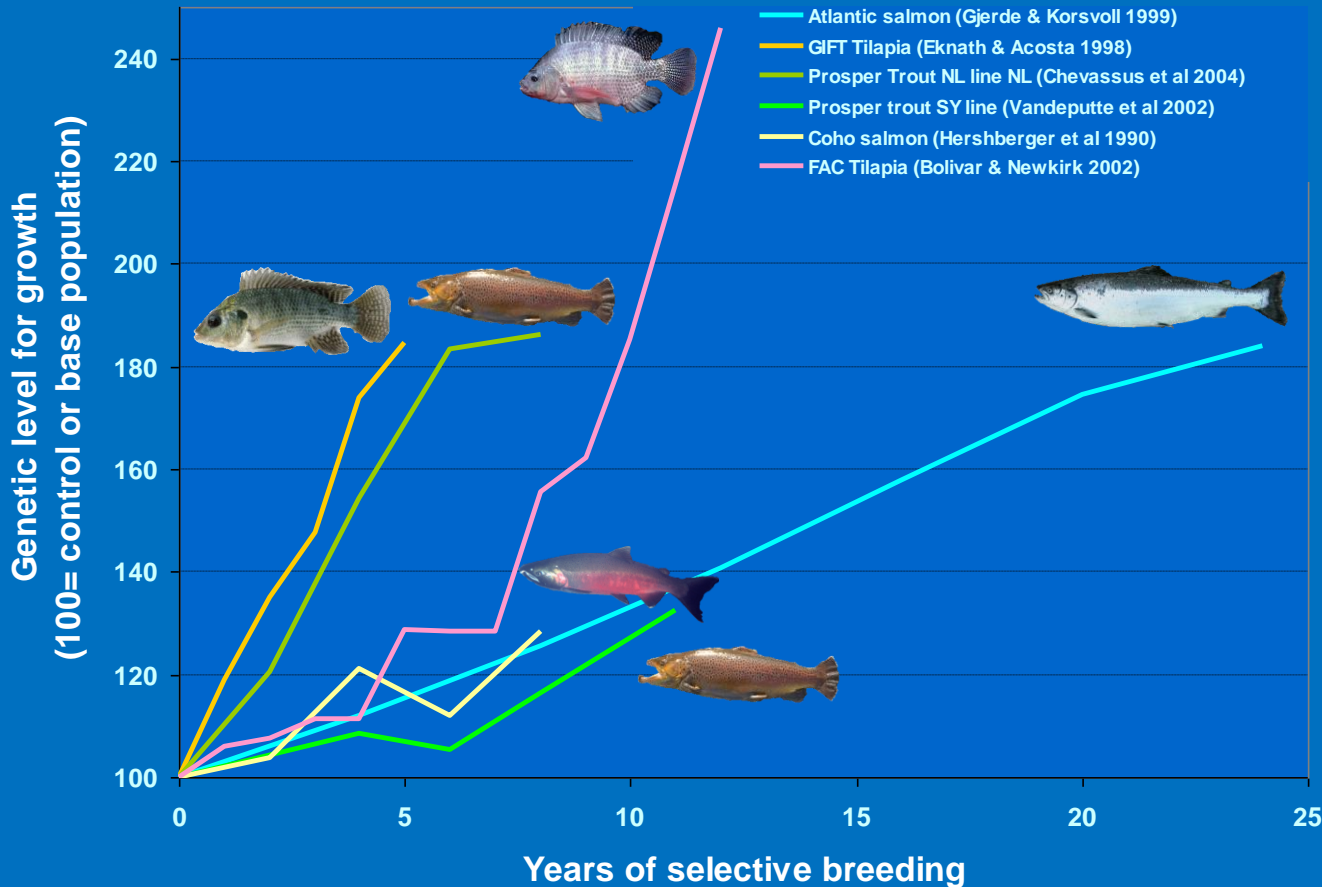 Atlantic salmon (Gjerde & Korsvoll 1999)
GIFT Tilapia (Eknath & Acosta 1998)
Prosper Trout NL line NL (Chevassus et al 2004)
Prosper trout SY line (Vandeputte et al 2002)
Coho salmon (Hershberger et al 1990)
FAC Tilapia (Bolivar & Newkirk 2002)
Genetic level for growth
(100= control or base population)
240
220
200
180
160
140
120
100
0
5
10
15
20
25
Years of selective breeding